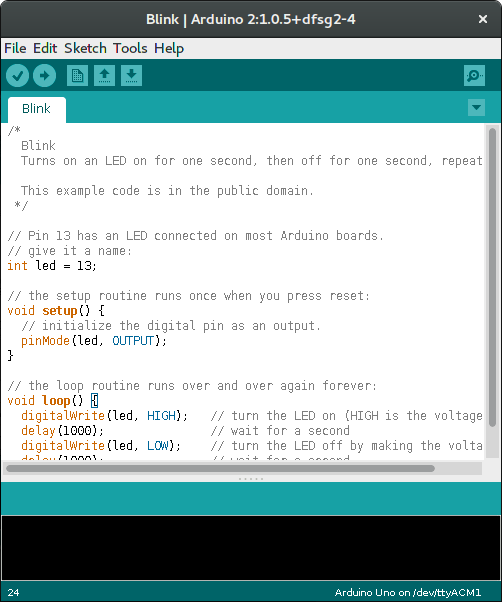 Blink | Arduino 2:1.0.5+dfsg2-4
File Edit Sketch Tools Help
Blink
/*
  Blink
  Turns on an LED on for one second, then off for one second, repeat

  This example code is in the public domain.
 */

// Pin 13 has an LED connected on most Arduino boards.
// give it a name:
int led = 13;

// the setup routine runs once when you press reset:
void setup() {
  // initialize the digital pin as an output.
  pinMode(led, OUTPUT);
}

// the loop routine runs over and over again forever:
void loop() {
  digitalWrite(led, HIGH);   // turn the LED on (HIGH is the voltage
  delay(1000);               // wait for a second
  digitalWrite(led, LOW);    // turn the LED off by making the volta
  delay(1000);               // wait for a second
24
Arduino Uno on /dev/ttyACM1